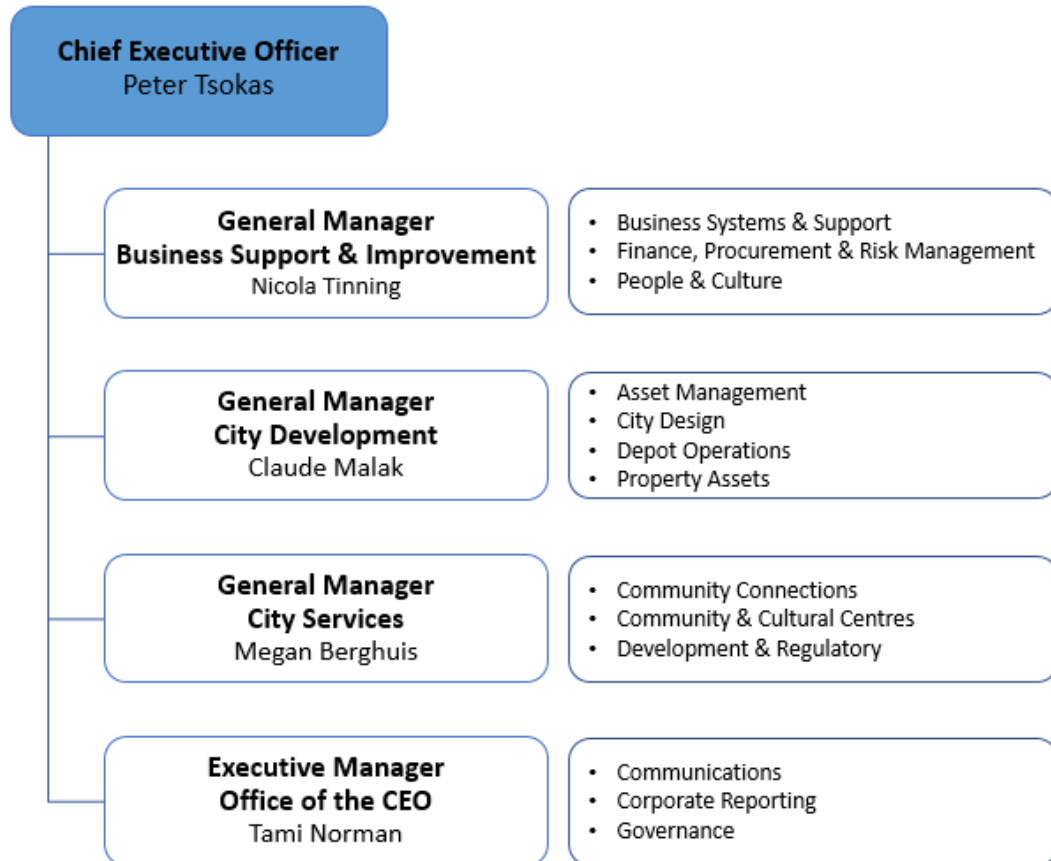 Chief Executive Officer
Peter Tsokas
General Manager
Business Support & Improvement
Nicola Tinning
• Business Systems & Support
• Finance, Procurement & Risk Management
• People & Culture
General Manager
City Development
Claude Malak
• Asset Management
• City Design
• Depot Operations
• Property Assets
General Manager
City Services
Megan Berghuis
• Community Connections
• Community & Cultural Centres
• Development & Regulatory
Executive Manager
Office of the CEO
Tami Norman
• Communications
• Corporate Reporting
• Governance